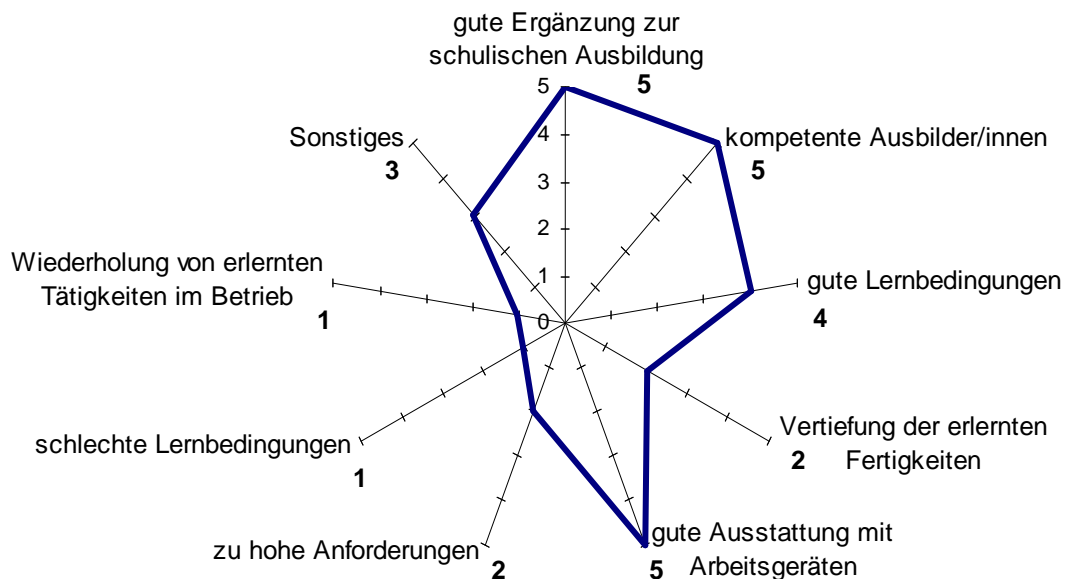 gute Ergänzung zur
schulischen Ausbildung
5
5
4
3
2
1
0
kompetente Ausbilder/innen
5
gute Lernbedingungen
4
Vertiefung der erlernten
Fertigkeiten
2
gute Ausstattung mit
Arbeitsgeräten
5
zu hohe Anforderungen
2
schlechte Lernbedingungen
1
Wiederholung von erlernten
Tätigkeiten im Betrieb
1
Sonstiges
3